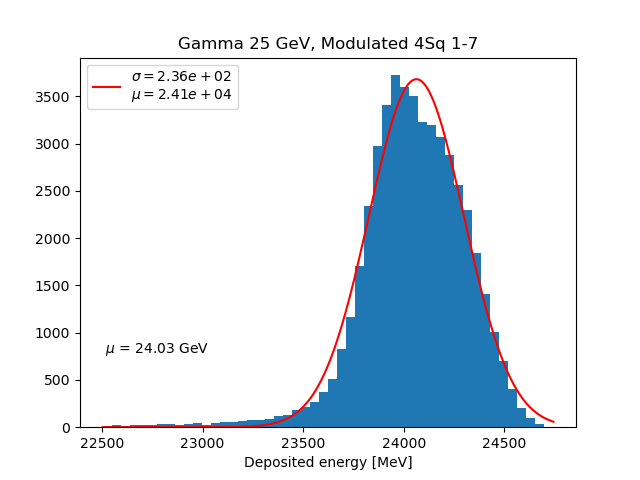 Gamma 25 GeV, Modulated 4Sq 1-7
σ = 2.36e + 02
μ = 2.41e + 04
3500
3000
2500
2000
1500
1000
μ = 24.03 GeV
500
0
22500 23000 23500 24000 24500
Deposited energy [MeV]